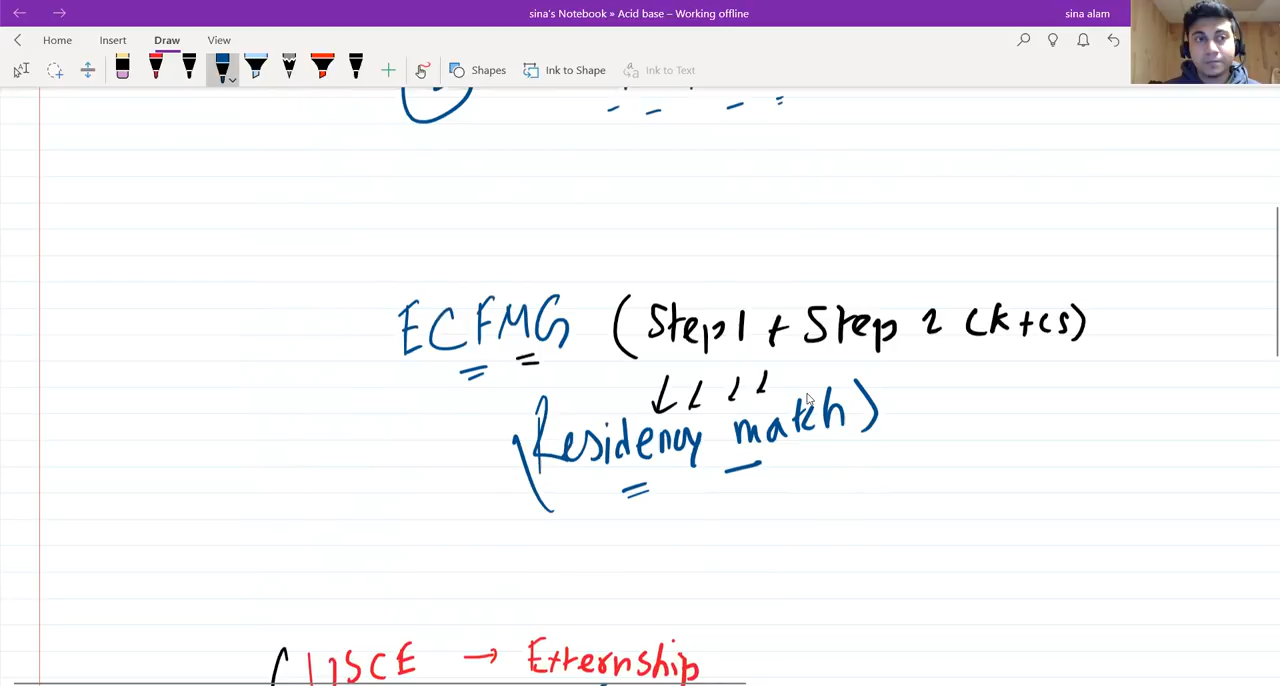 sina's Notebook » Acid base – Working offline
sina alam
Home Insert Draw View
Shapes Ink to Shape Ink to Text
ECFMG (Step 1 + Step 2 CK+CS)
(Residency match)
(USCE → Externship